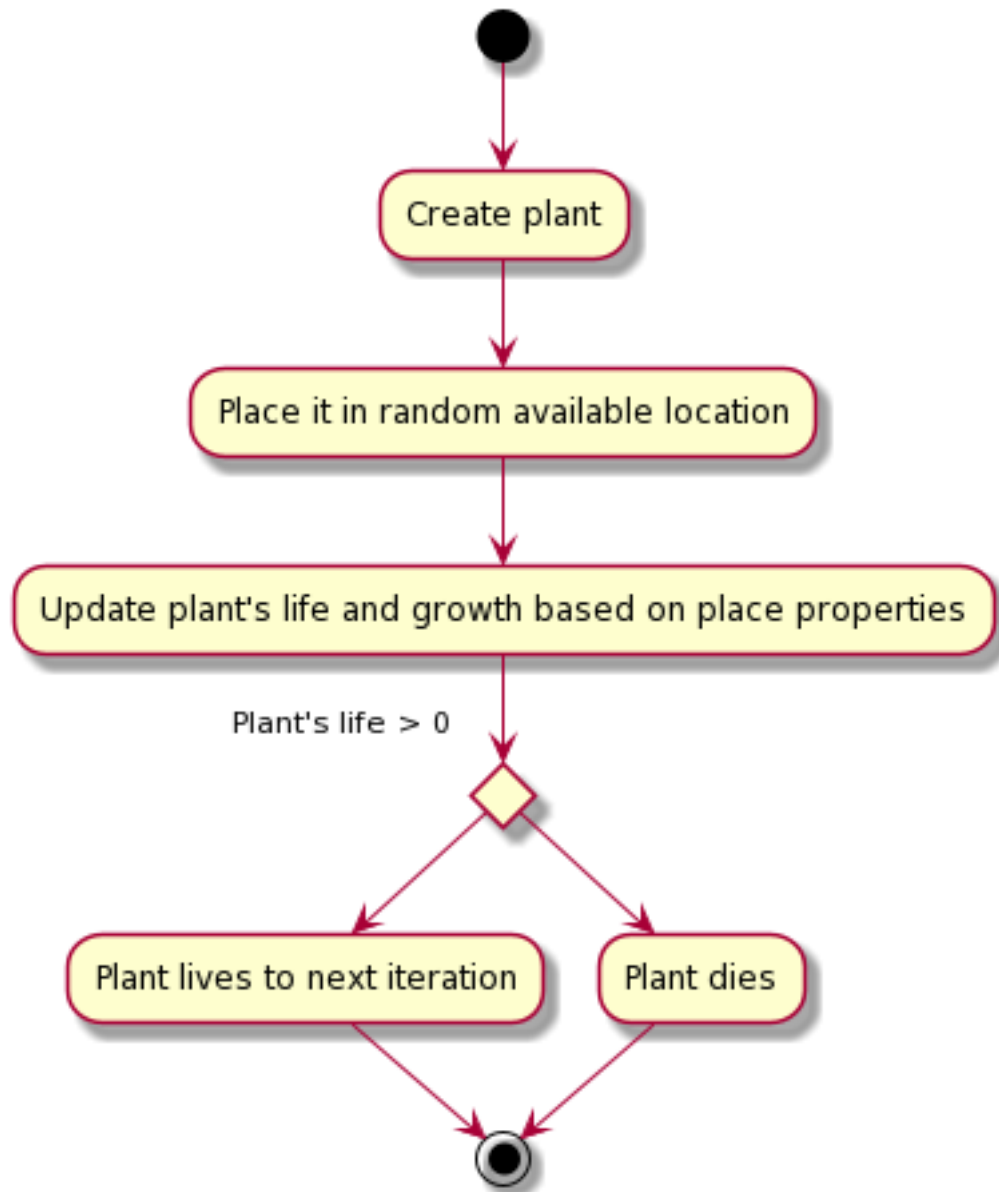 Create plant
Place it in random available location
Update plant's life and growth based on place properties
Plant's life > 0
Plant lives to next iteration
Plant dies